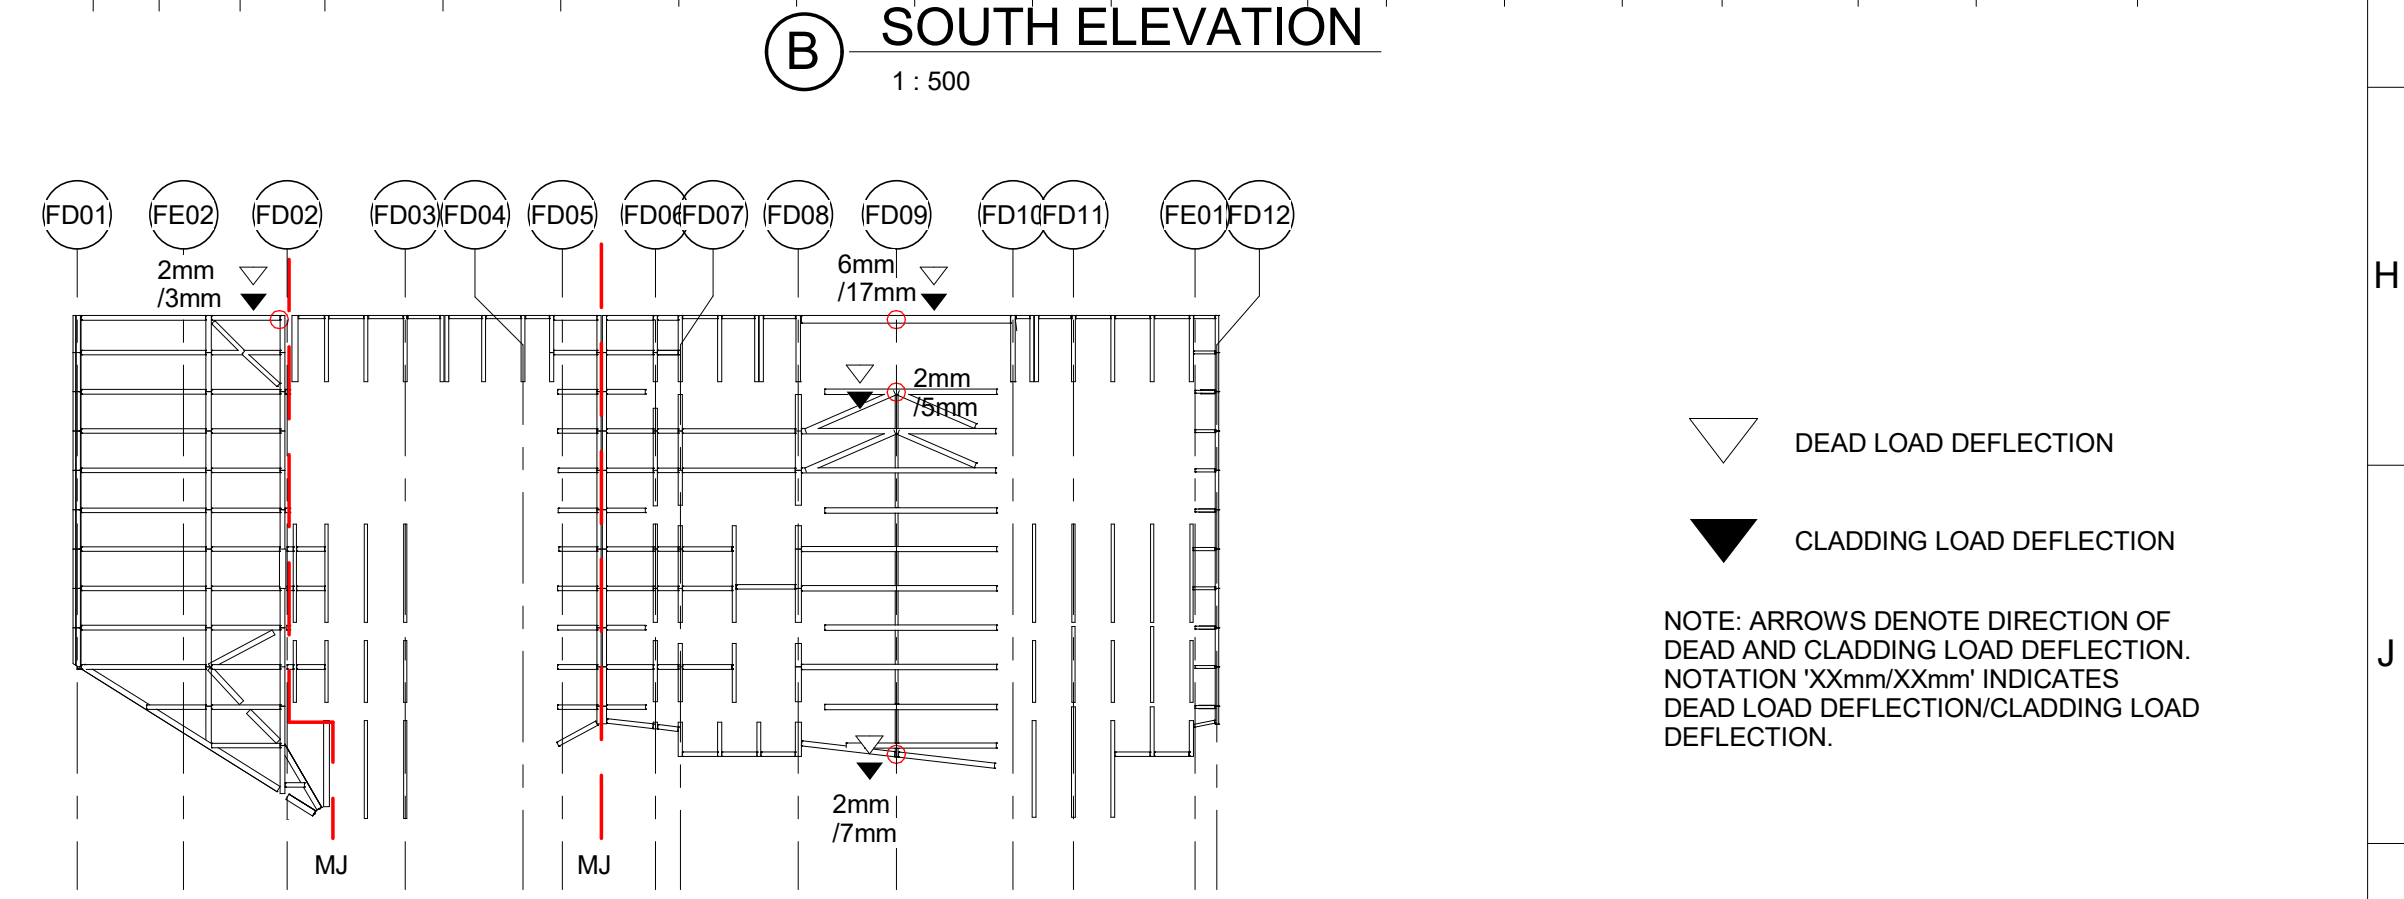 B
SOUTH ELEVATION
1 : 500
FD01
FE02
FD02
FD03
FD04
FD05
FD06
FD07
FD08
FD09
FD10
FD11
FE01
FD12
2mm
/3mm
6mm
/17mm
H
2mm
/5mm
DEAD LOAD DEFLECTION
CLADDING LOAD DEFLECTION
NOTE: ARROWS DENOTE DIRECTION OF
DEAD AND CLADDING LOAD DEFLECTION.
NOTATION 'XXmm/XXmm' INDICATES
DEAD LOAD DEFLECTION/CLADDING LOAD
DEFLECTION.
J
2mm
/7mm
MJ
MJ